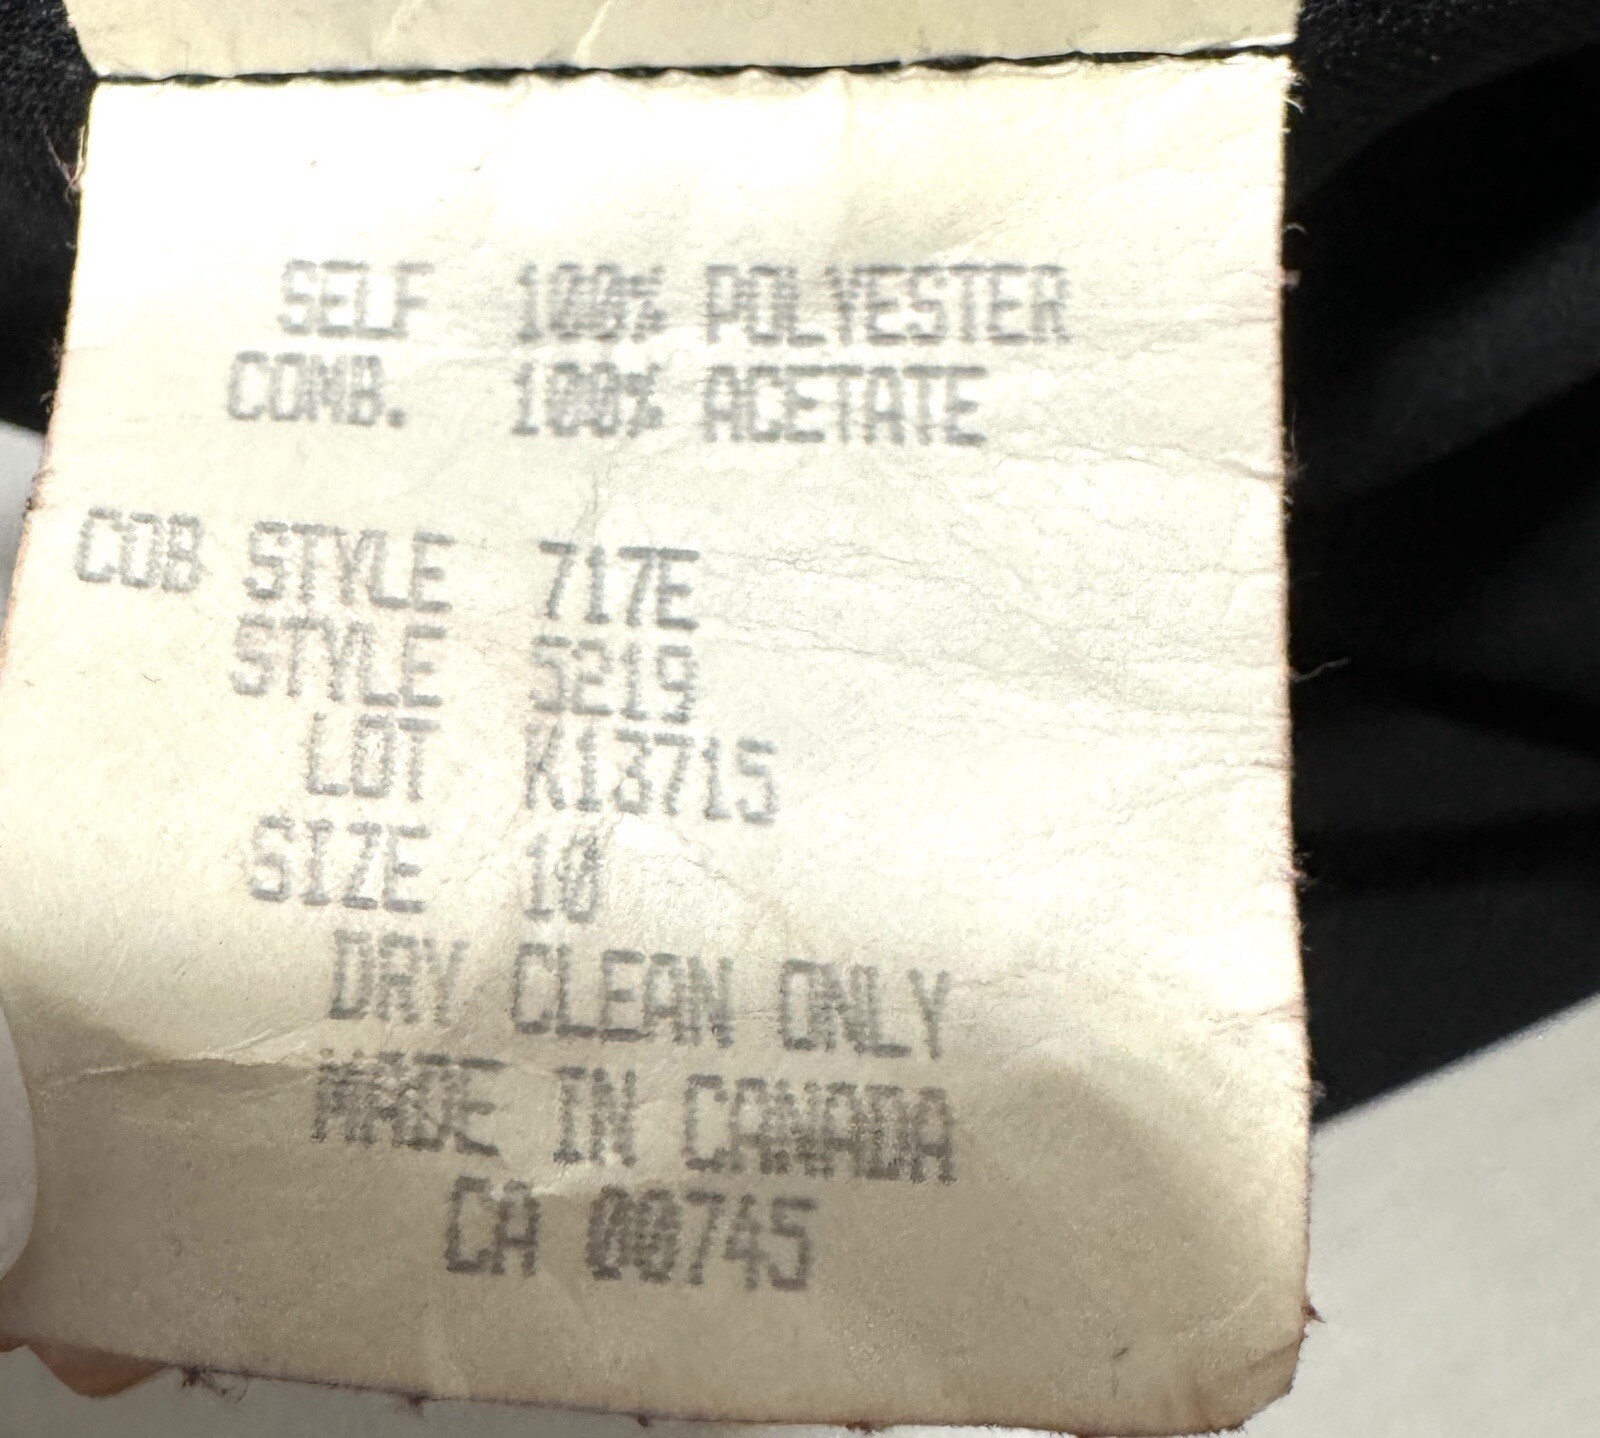 SELF 100% POLYESTER
COMB. 100% ACETATE
COB STYLE 717E
STYLE 5219
LOT K13715
SIZE 10
DRY CLEAN ONLY
MADE IN CANADA
CA 00745